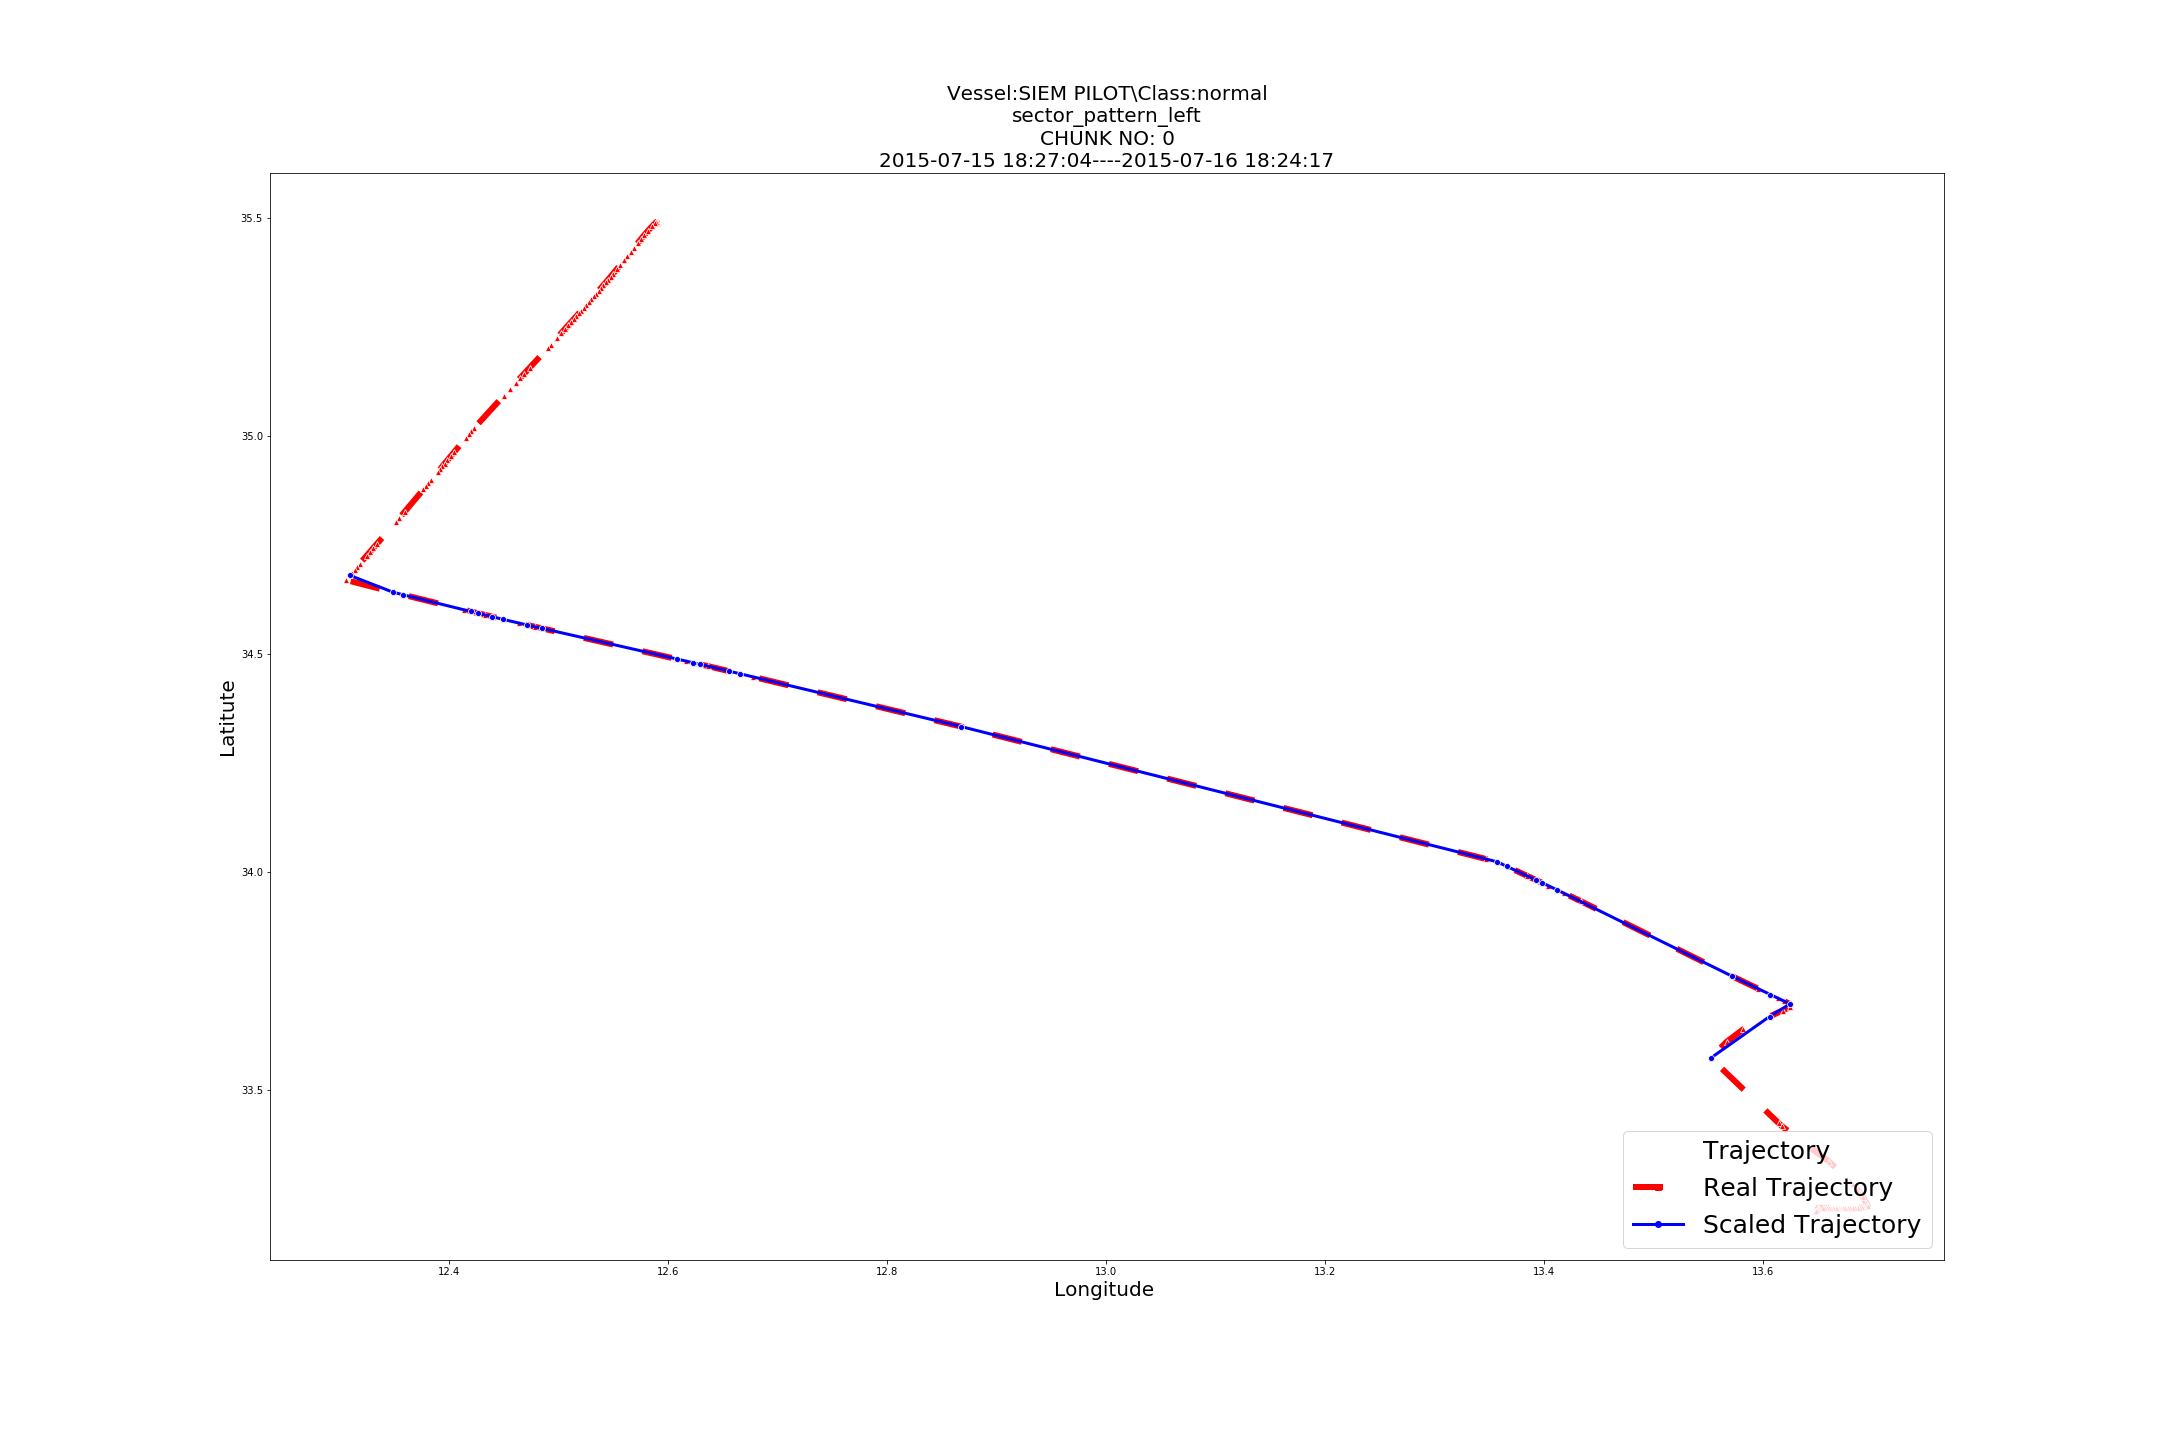 Vessel:SIEM PILOT\Class:normal
sector_pattern_left
CHUNK NO: 0
2015-07-15 18:27:04----2015-07-16 18:24:17
35.5
35.0
34.5
34.0
33.5
Latitute
12.4 12.6 12.8 13.0 13.2 13.4 13.6
Longitude
Trajectory
Real Trajectory
Scaled Trajectory